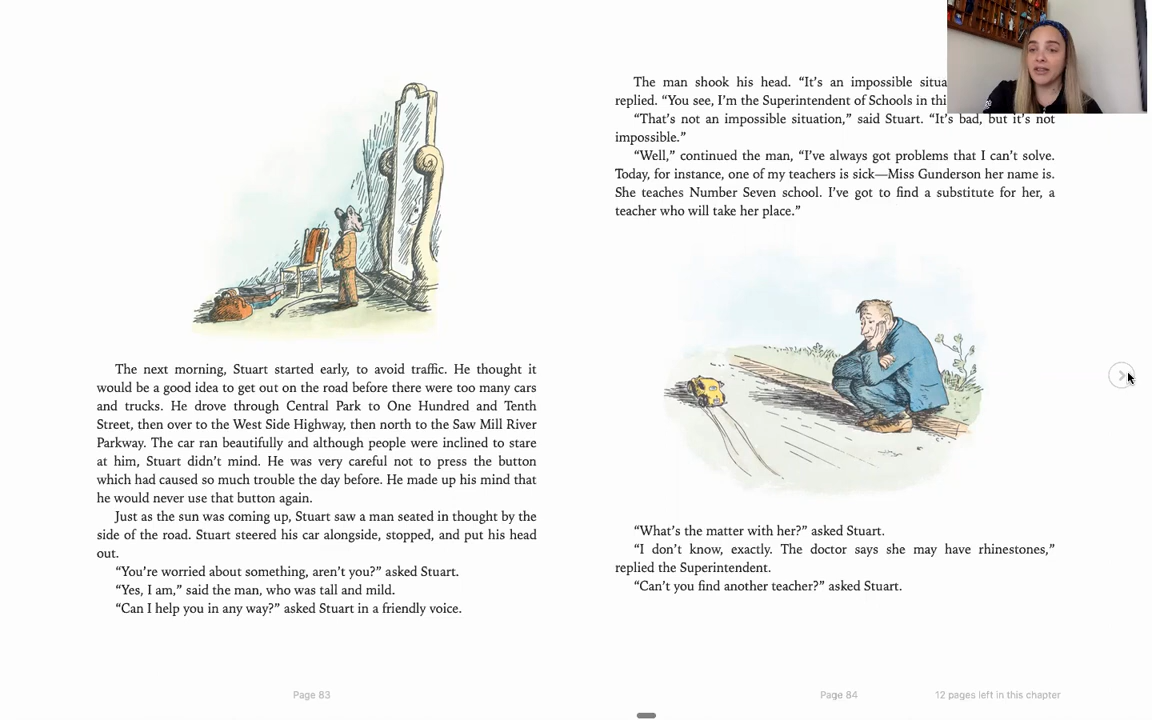 The next morning, Stuart started early, to avoid traffic. He thought it
would be a good idea to get out on the road before there were too many cars
and trucks. He drove through Central Park to One Hundred and Tenth
Street, then over to the West Side Highway, then north to the Saw Mill River
Parkway. The car ran beautifully and although people were inclined to stare
at him, Stuart didn’t mind. He was very careful not to press the button
which had caused so much trouble the day before. He made up his mind that
he would never use that button again.
Just as the sun was coming up, Stuart saw a man seated in thought by the
side of the road. Stuart steered his car alongside, stopped, and put his head
out.
“You’re worried about something, aren’t you?” asked Stuart.
“Yes, I am,” said the man, who was tall and mild.
“Can I help you in any way?” asked Stuart in a friendly voice.
Page 83
The man shook his head. “It’s an impossible
replied. “You see, I’m the Superintendent of Schools in
“That’s not an impossible situation,” said Stuart. “It’s bad, but it’s not
impossible.”
“Well,” continued the man, “I’ve always got problems that I can’t solve.
Today, for instance, one of my teachers is sick—Miss Gunderson her name is.
She teaches Number Seven school. I’ve got to find a substitute for her, a
teacher who will take her place.”
“What’s the matter with her?” asked Stuart.
“I don’t know, exactly. The doctor says she may have rhinestones,”
replied the Superintendent.
“Can’t you find another teacher?” asked Stuart.
Page 84
12 pages left in this chapter